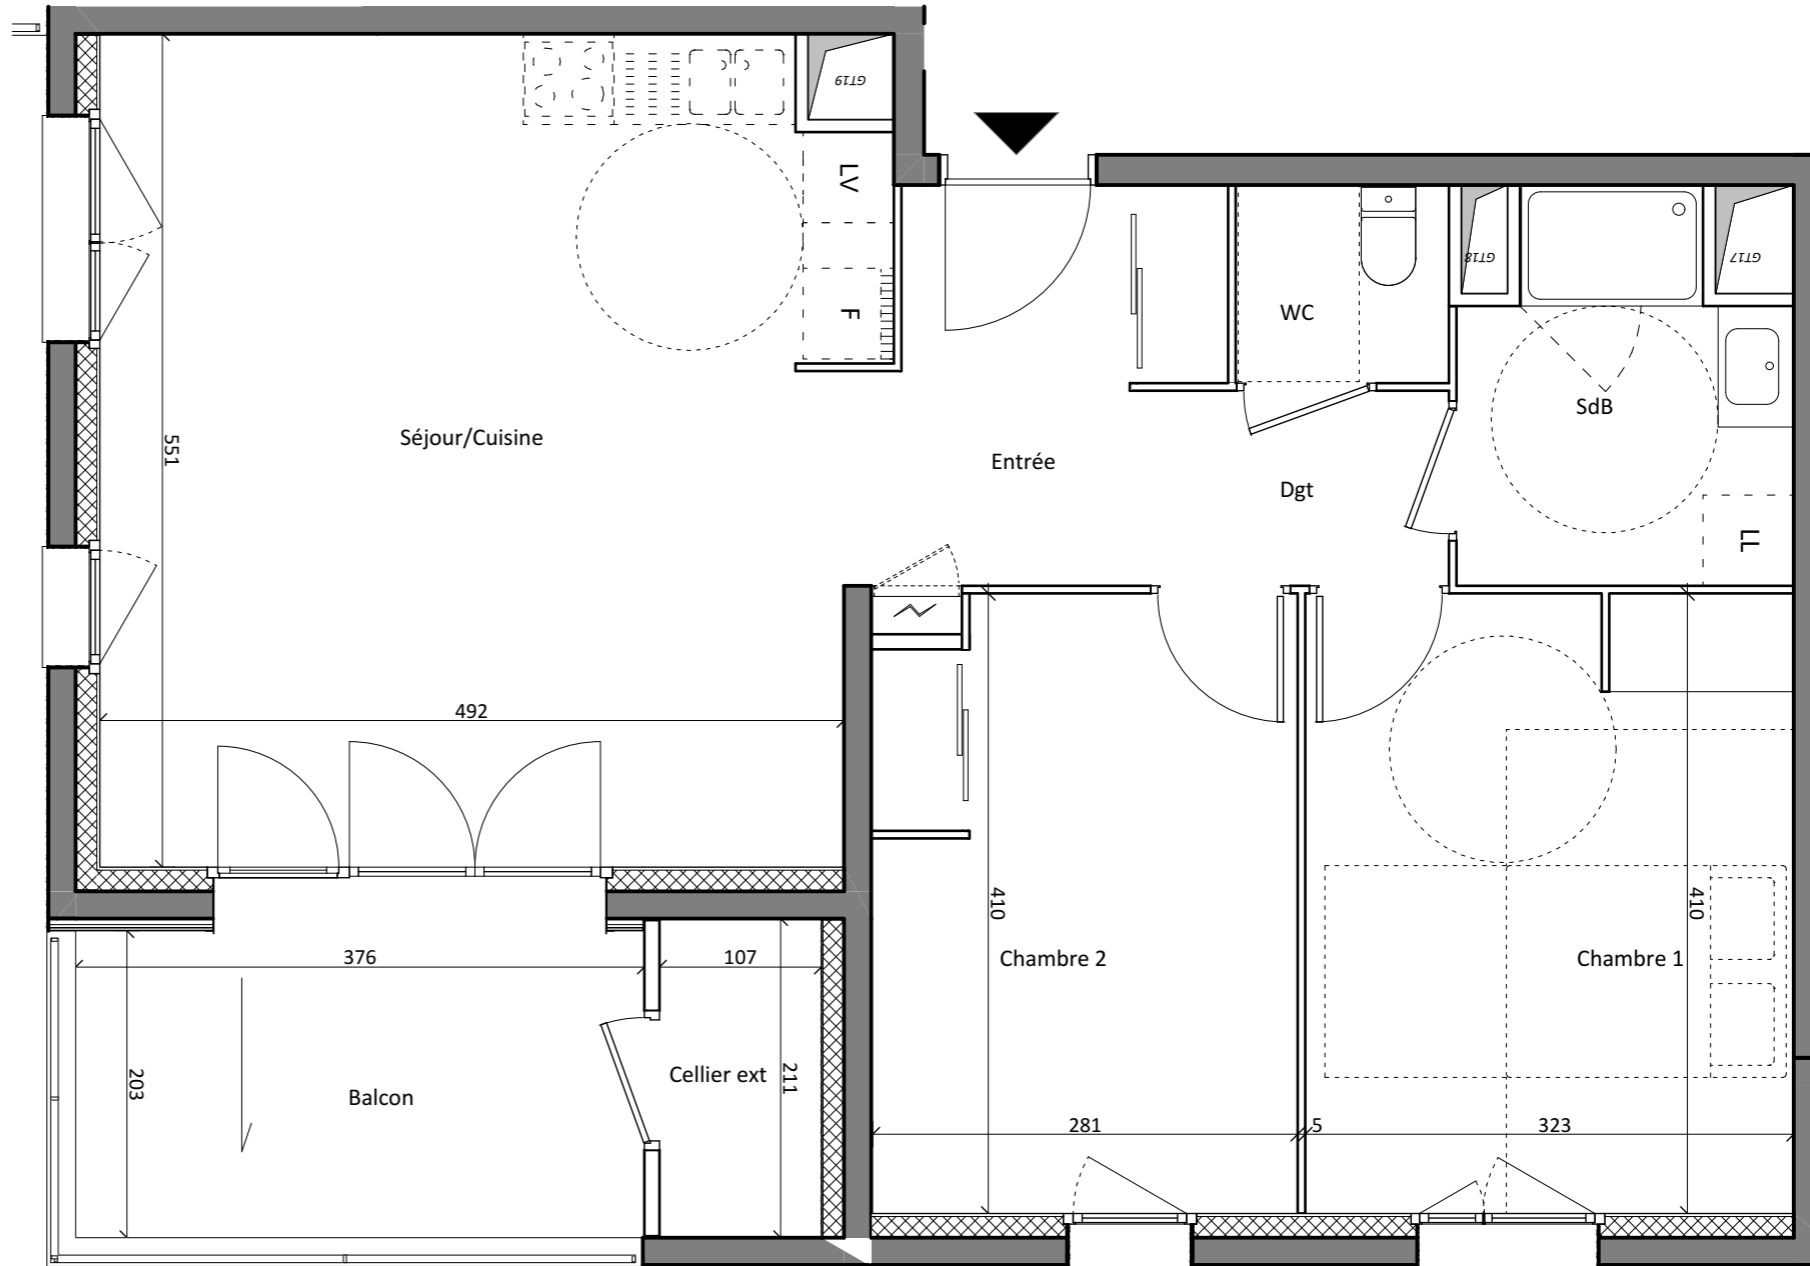 GT19
LV
F
WC
GT18
GT17
SdB
Séjour/Cuisine
551
Entrée
Dgt
LL
492
410
410
376
107
Chambre 2
Chambre 1
203
Balcon
Cellier ext
211
281
5
323